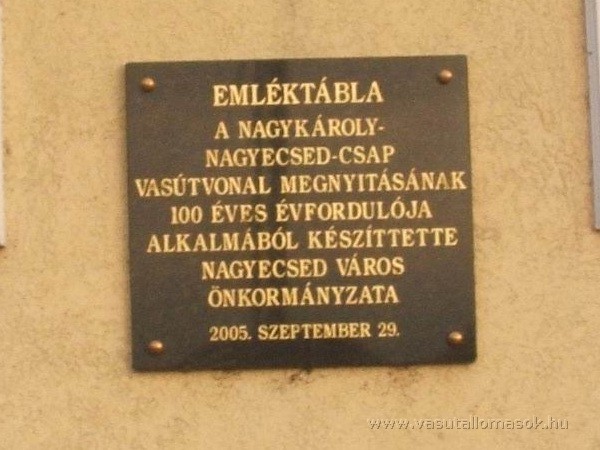 EMLÉKTÁBLA
A NAGYKÁROLY-
NAGYECSED-CSAP
VASÚTVONAL MEGNYITÁSÁNAK
100 ÉVES ÉVFORDULÓJA
ALKALMÁBÓL KÉSZÍTTETTE
NAGYECSED VÁROS
ÖNKORMÁNYZATA
2005. SZEPTEMBER 29.
www.vasutallomasok.hu